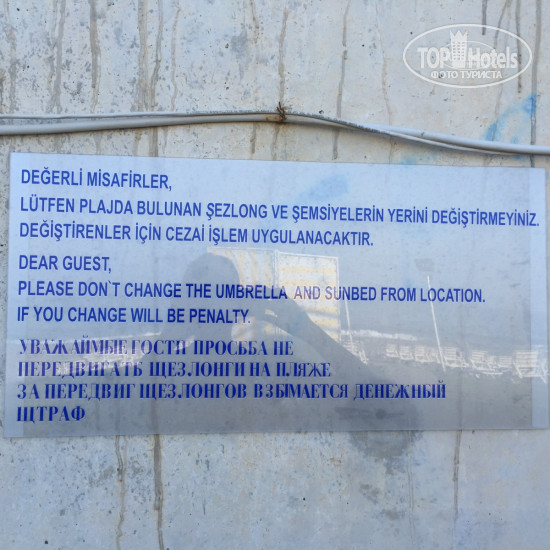 TOPHotels
ФОТО ТУРИСТА
DEĞERLİ MİSAFİRLER,
LÜTFEN PLAJDA BULUNAN ŞEZLONG VE ŞEMSİYELERİN YERİNİ DEĞİŞTİRMEYİNİZ.
DEĞİŞTİRENLER İÇİN CEZAİ İŞLEM UYGULANACAKTIR.
DEAR GUEST,
PLEASE DON`T CHANGE THE UMBRELLA AND SUNBED FROM LOCATION.
IF YOU CHANGE WILL BE PENALTY.
УВАЖАЙМЫЕ ГОСТИ ПРОСЬБА НЕ
ПЕРЕДВИГАТЬ ЩЕЗЛОНГИ НА ПЛЯЖЕ
ЗА ПЕРЕДВИГ ЩЕЗЛОНГОВ ВЗЫМАЕТСЯ ДЕНЕЖНЫЙ
ЩТРАФ